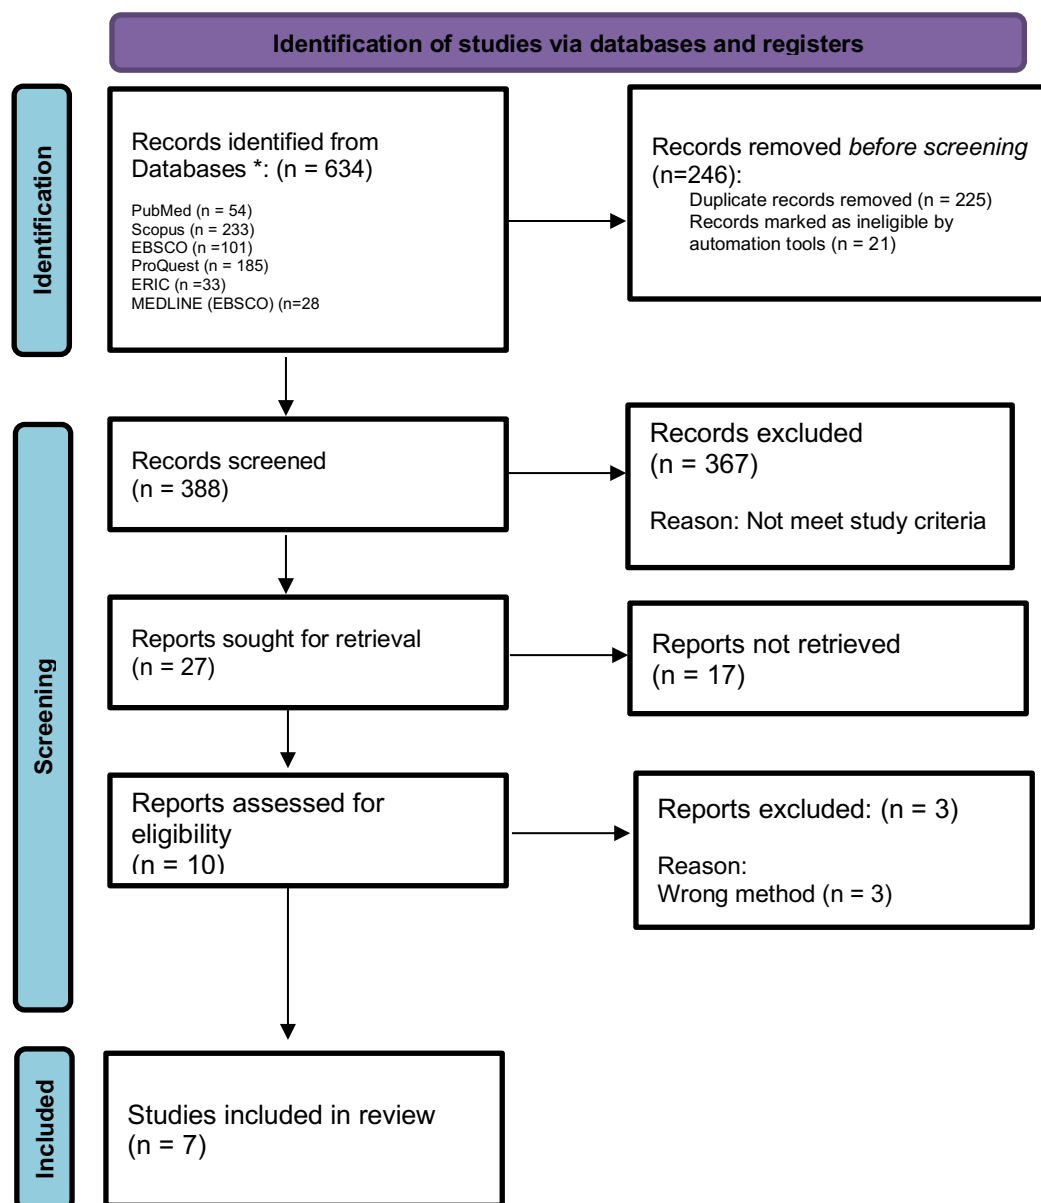 Identification of studies via databases and registers
Identification
Records identified from
Databases *: (n = 634)
PubMed (n = 54)
Scopus (n = 233)
EBSCO (n =101)
ProQuest (n = 185)
ERIC (n =33)
MEDLINE (EBSCO) (n=28
Records removed before screening
(n=246):
Duplicate records removed (n = 225)
Records marked as ineligible by
automation tools (n = 21)
Screening
Records screened
(n = 388)
Records excluded
(n = 367)
Reason: Not meet study criteria
Reports sought for retrieval
(n = 27)
Reports not retrieved
(n = 17)
Reports assessed for
eligibility
(n = 10)
Reports excluded: (n = 3)
Reason:
Wrong method (n = 3)
Included
Studies included in review
(n = 7)